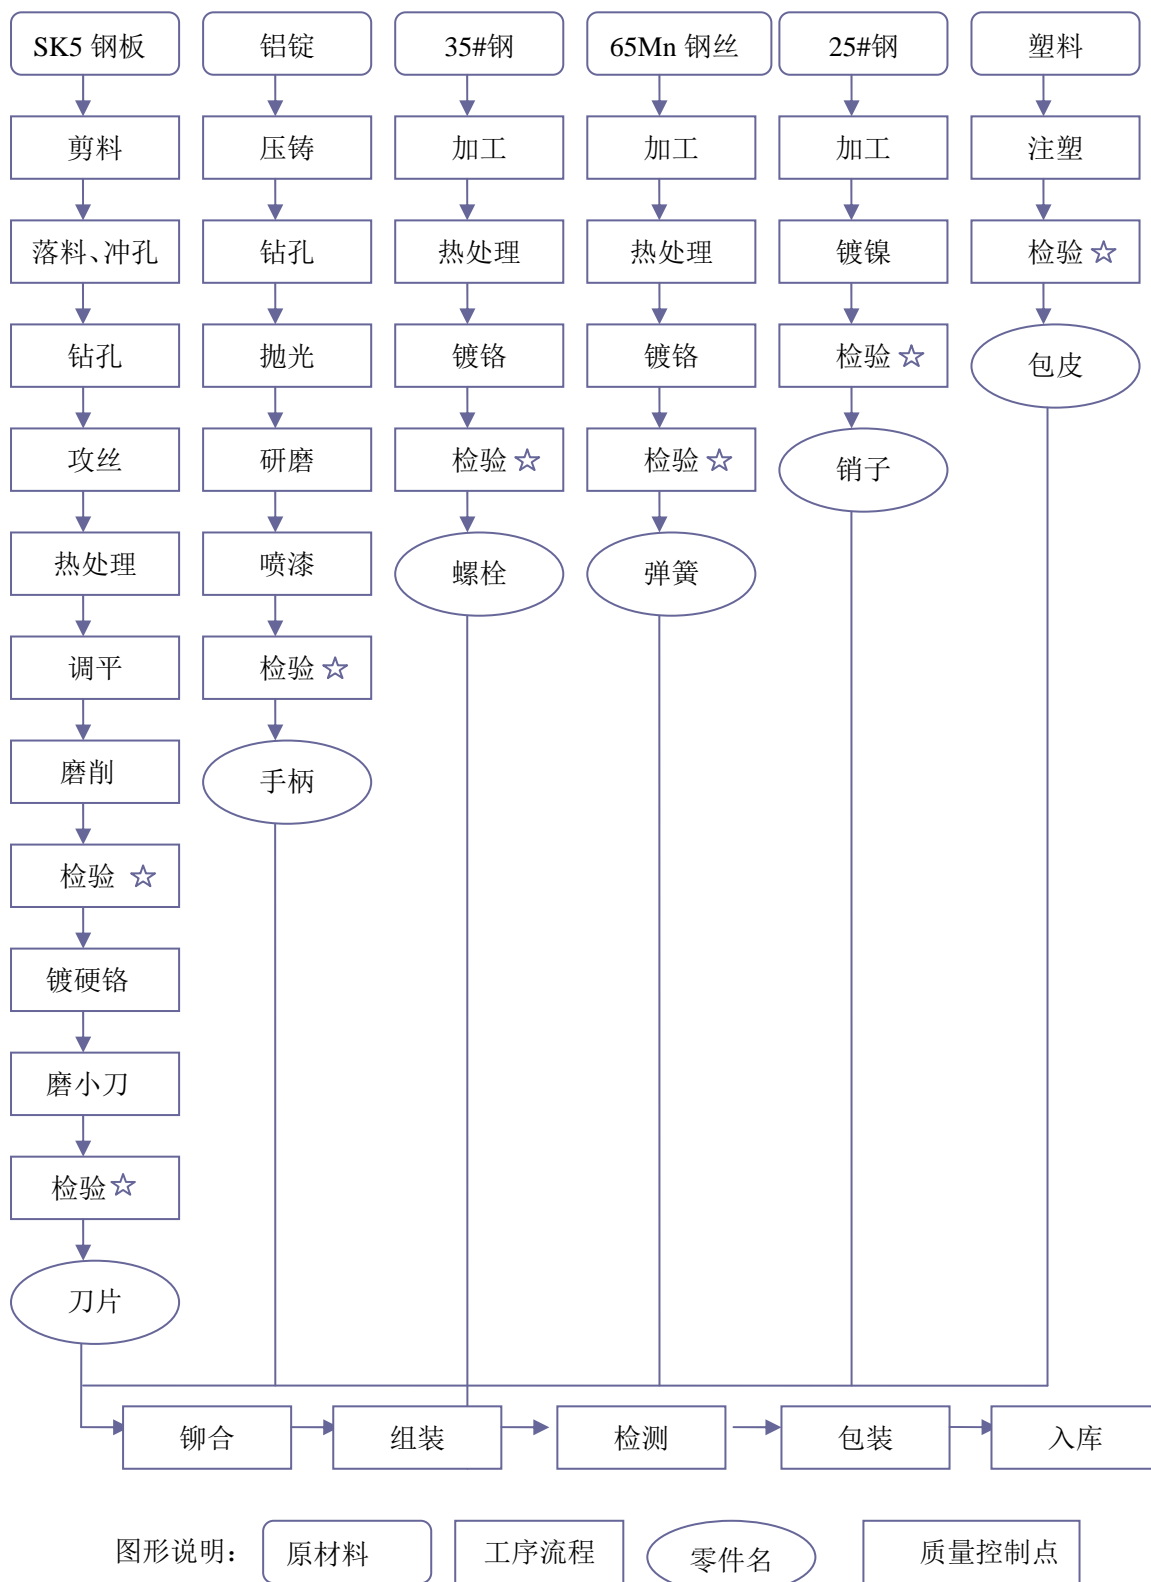 SK5 钢板
铝锭
35#钢
65Mn 钢丝
25#钢
塑料
剪料
压铸
加工
加工
加工
注塑
落料、冲孔
钻孔
热处理
热处理
镀镍
检验☆
钻孔
抛光
镀铬
镀铬
检验☆
包皮
攻丝
研磨
检验☆
检验☆
销子
热处理
喷漆
螺栓
弹簧
调平
检验☆
磨削
手柄
检验 ☆
镀硬铬
磨小刀
检验☆
刀片
铆合
组装
检测
包装
入库
图形说明：
原材料
工序流程
零件名
质量控制点